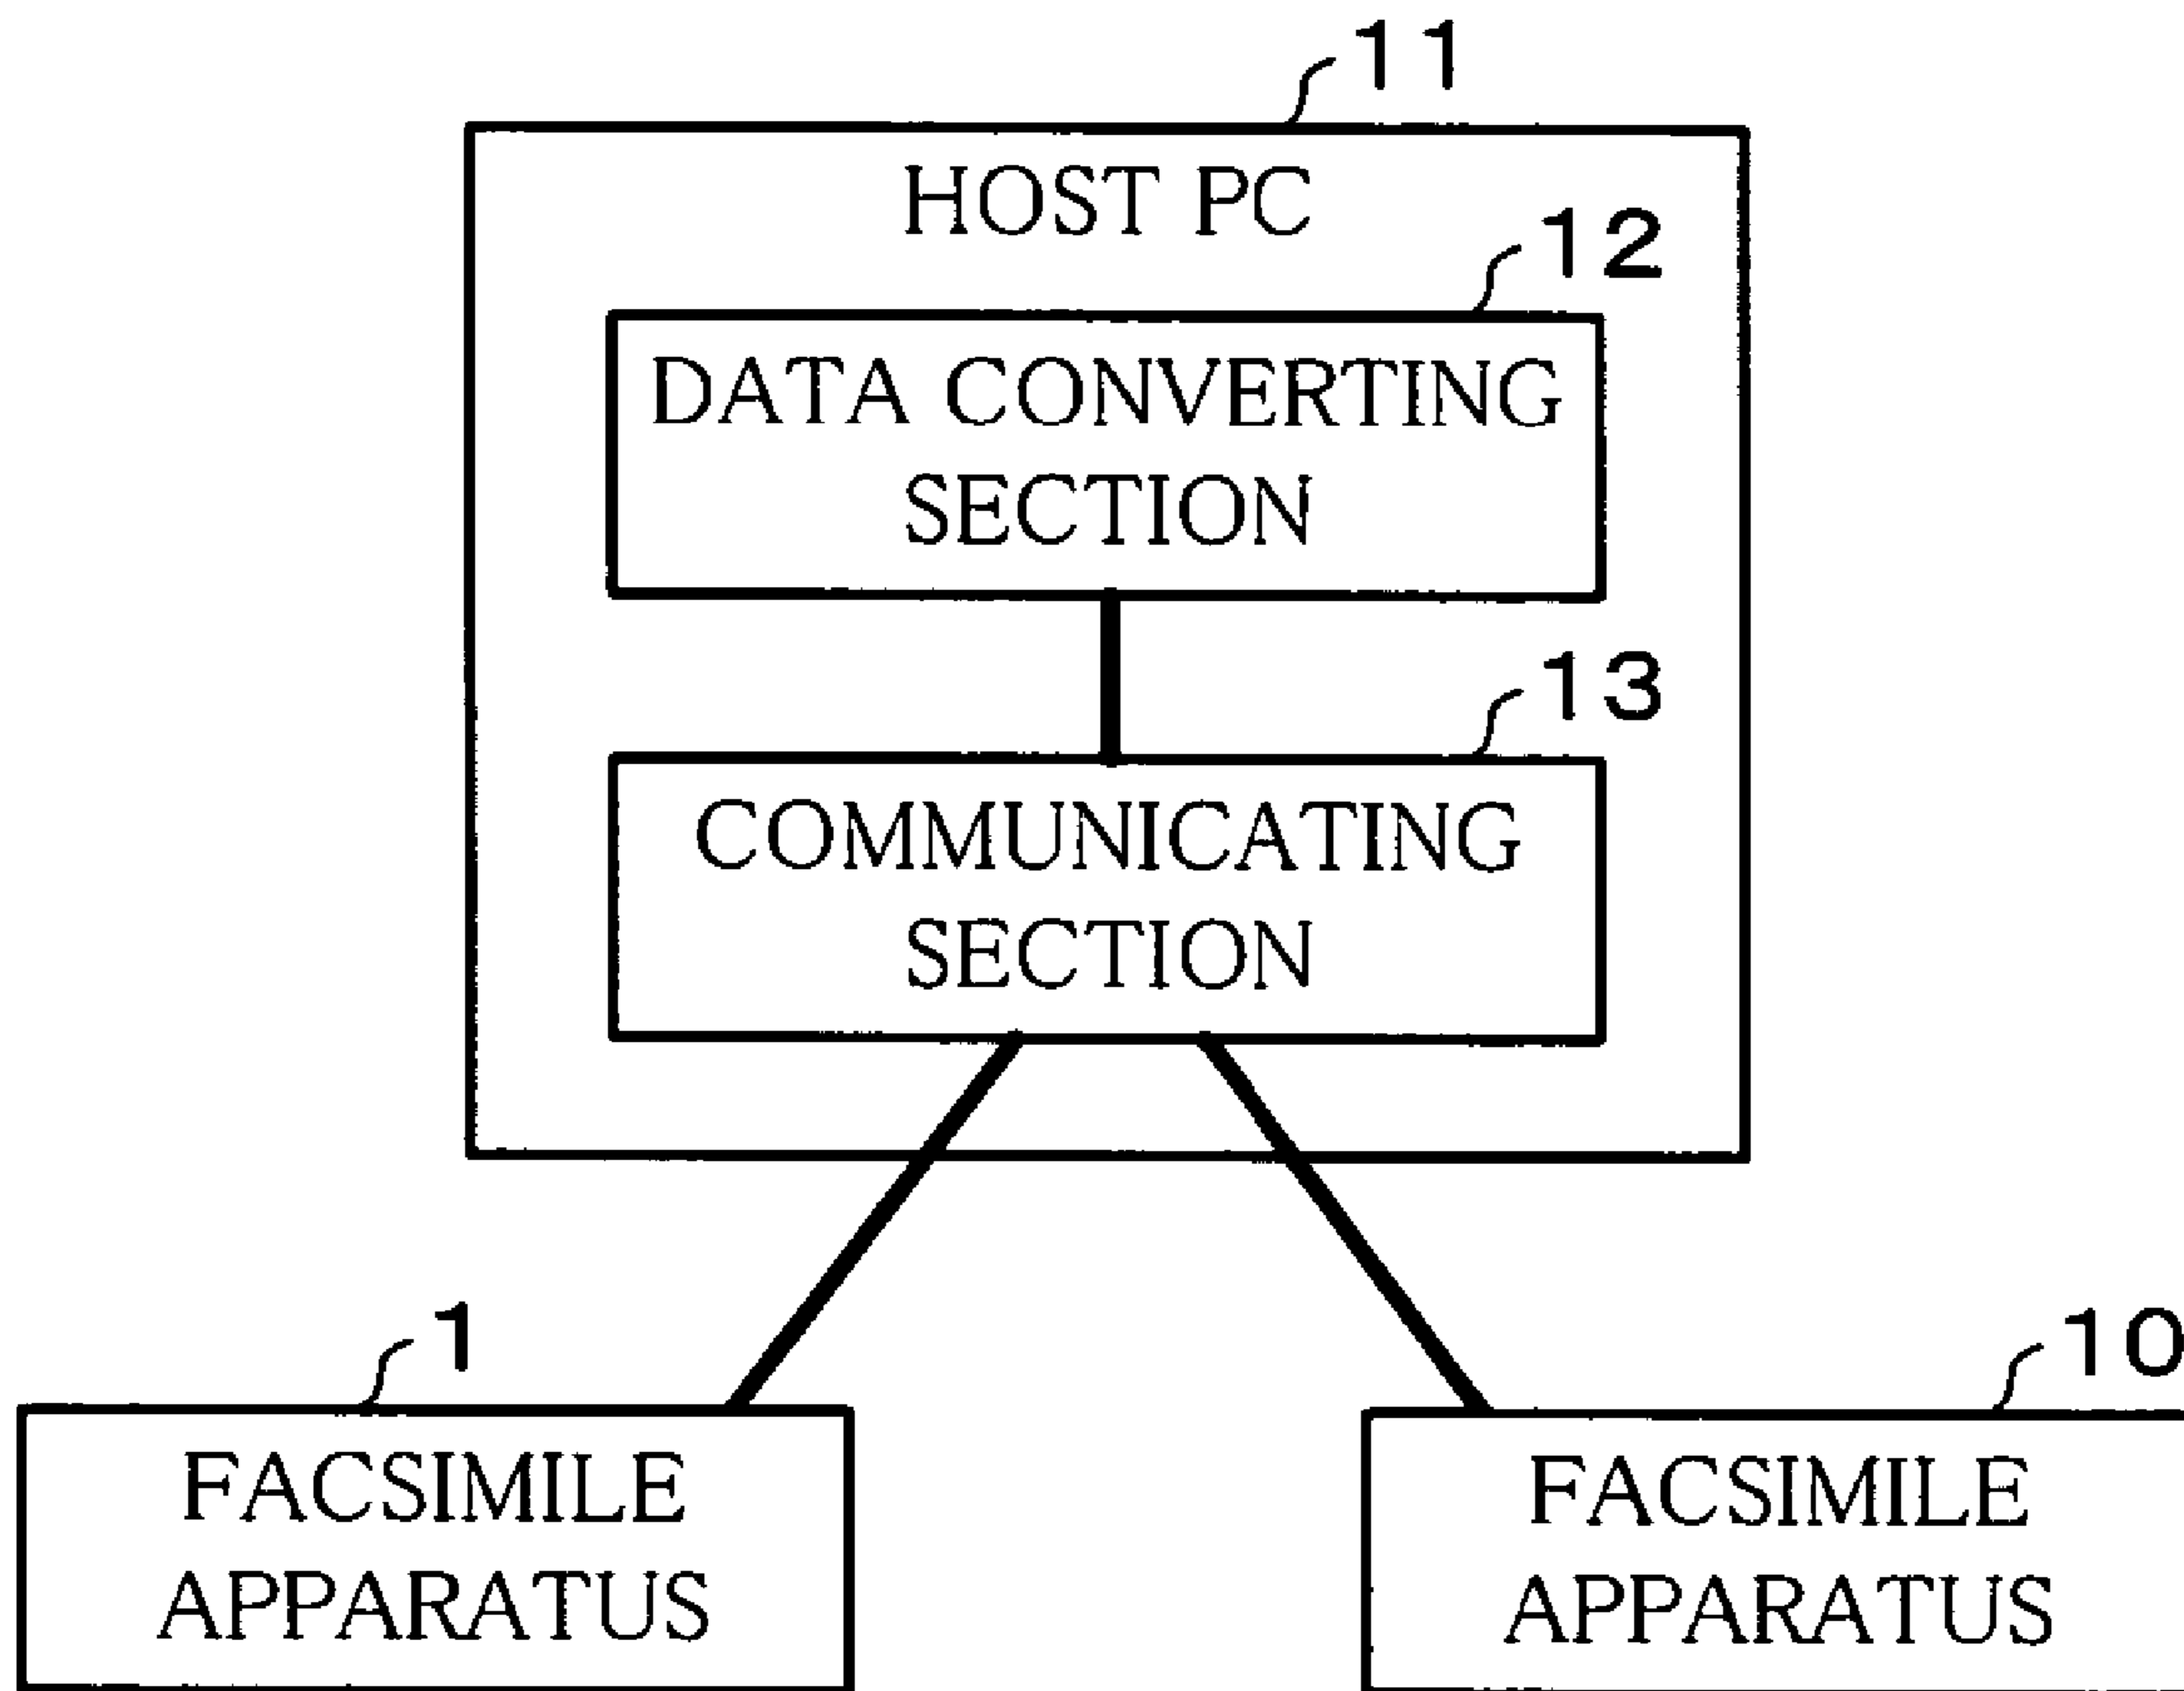 11
HOST PC
12
DATA CONVERTING
SECTION
13
COMMUNICATING
SECTION
1
FACSIMILE
APPARATUS
10
FACSIMILE
APPARATUS